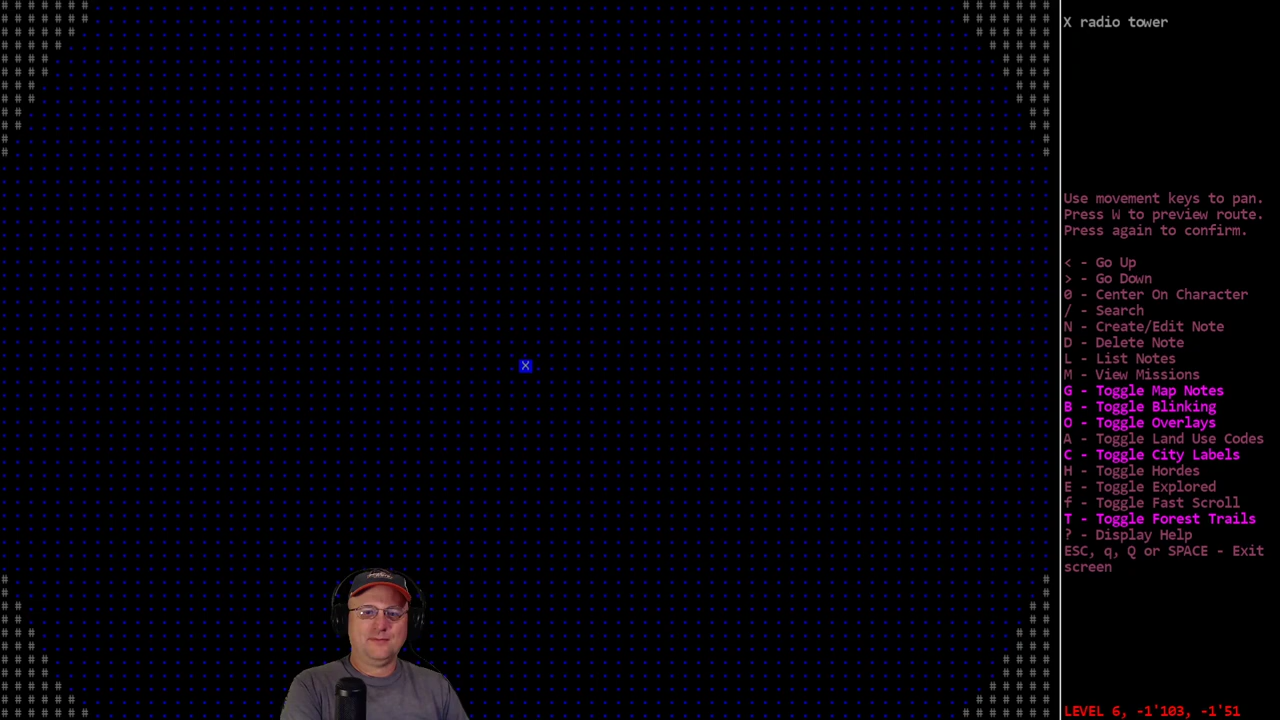 X radio tower
X
Use movement keys to pan.
Press W to preview route.
Press again to confirm.
< - Go Up
> - Go Down
0 - Center On Character
/ - Search
N - Create/Edit Note
D - Delete Note
L - List Notes
M - View Missions
G - Toggle Map Notes
B - Toggle Blinking
O - Toggle Overlays
A - Toggle Land Use Codes
C - Toggle City Labels
H - Toggle Hordes
E - Toggle Explored
f - Toggle Fast Scroll
T - Toggle Forest Trails
? - Display Help
ESC, q, Q or SPACE - Exit
screen
LEVEL 6, -1'103, -1'51